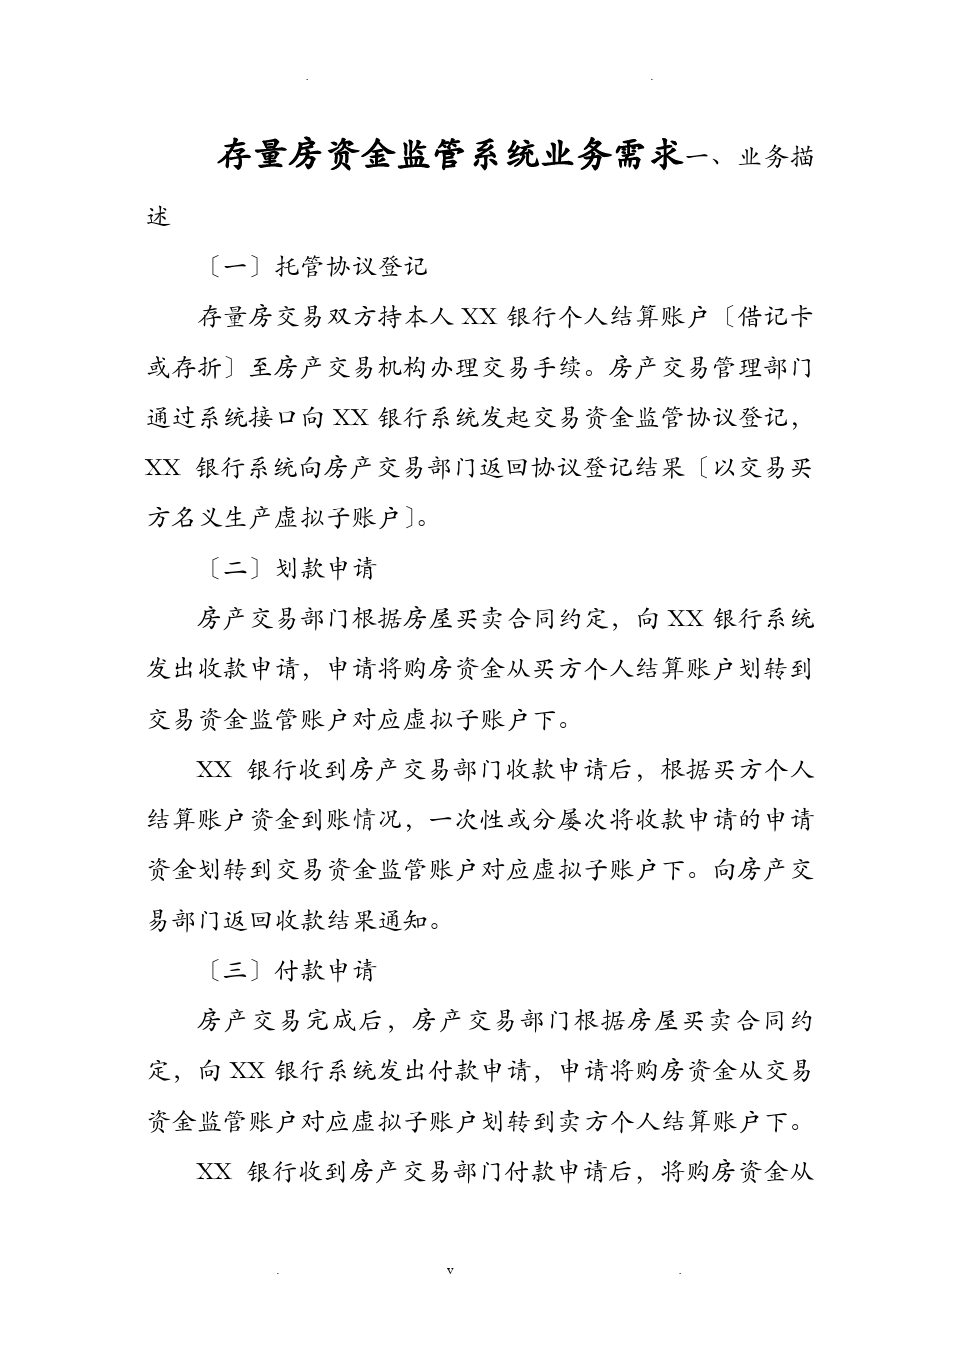 存量房资金监管系统业务需求一、业务描
述
〔一〕托管协议登记
存量房交易双方持本人 XX 银行个人结算账户〔借记卡
或存折〕至房产交易机构办理交易手续。房产交易管理部门
通过系统接口向 XX 银行系统发起交易资金监管协议登记，
XX 银行系统向房产交易部门返回协议登记结果〔以交易买
方名义生产虚拟子账户〕。
〔二〕划款申请
房产交易部门根据房屋买卖合同约定，向 XX 银行系统
发出收款申请，申请将购房资金从买方个人结算账户划转到
交易资金监管账户对应虚拟子账户下。
XX 银行收到房产交易部门收款申请后，根据买方个人
结算账户资金到账情况，一次性或分屡次将收款申请的申请
资金划转到交易资金监管账户对应虚拟子账户下。向房产交
易部门返回收款结果通知。
〔三〕付款申请
房产交易完成后，房产交易部门根据房屋买卖合同约
定，向 XX 银行系统发出付款申请，申请将购房资金从交易
资金监管账户对应虚拟子账户划转到卖方个人结算账户下。
XX 银行收到房产交易部门付款申请后，将购房资金从
. v .